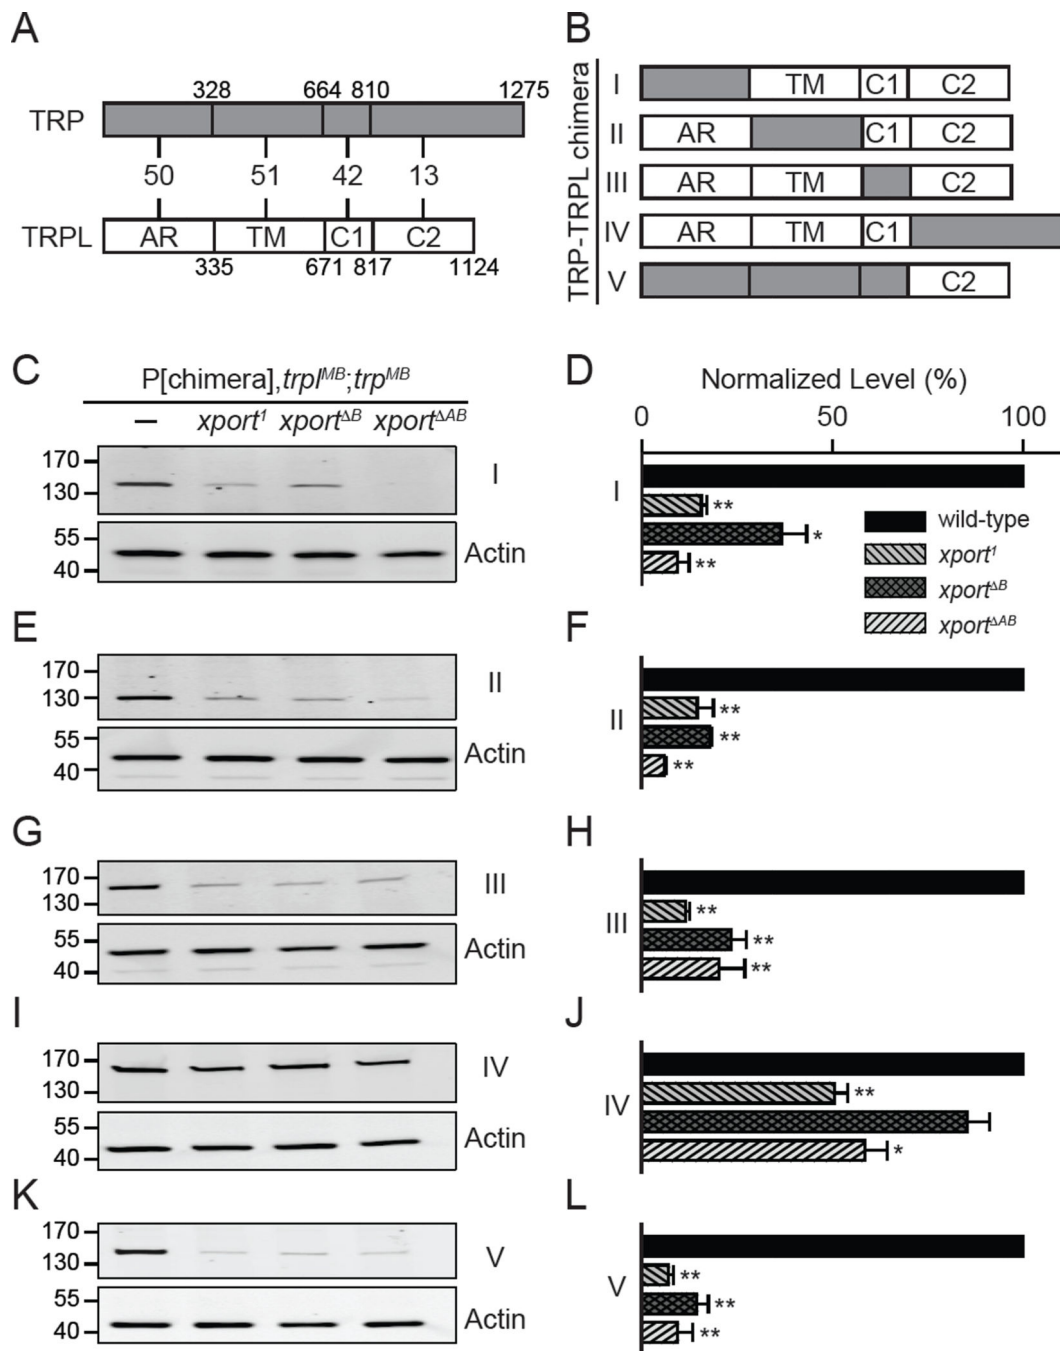 A
328 664 810 1275
TRP
50 51 42 13
TRPL AR TM C1 C2
335 671 817 1124
B
TRP-TRPL chimera
I TM C1 C2
II AR C1 C2
III AR TM C2
IV AR TM C1
V C2
C
P[chimera],trpl^MB;trp^MB
– xport^1 xport^ΔB xport^ΔAB
170
130
I
55
40
Actin
D
Normalized Level (%)
0 50 100
I
**
*
**
wild-type
xport^1
xport^ΔB
xport^ΔAB
E
170
130
II
55
40
Actin
F
II
**
**
**
G
170
130
III
55
40
Actin
H
III
**
**
**
I
170
130
IV
55
40
Actin
J
IV
**
*
K
170
130
V
55
40
Actin
L
V
**
**
**